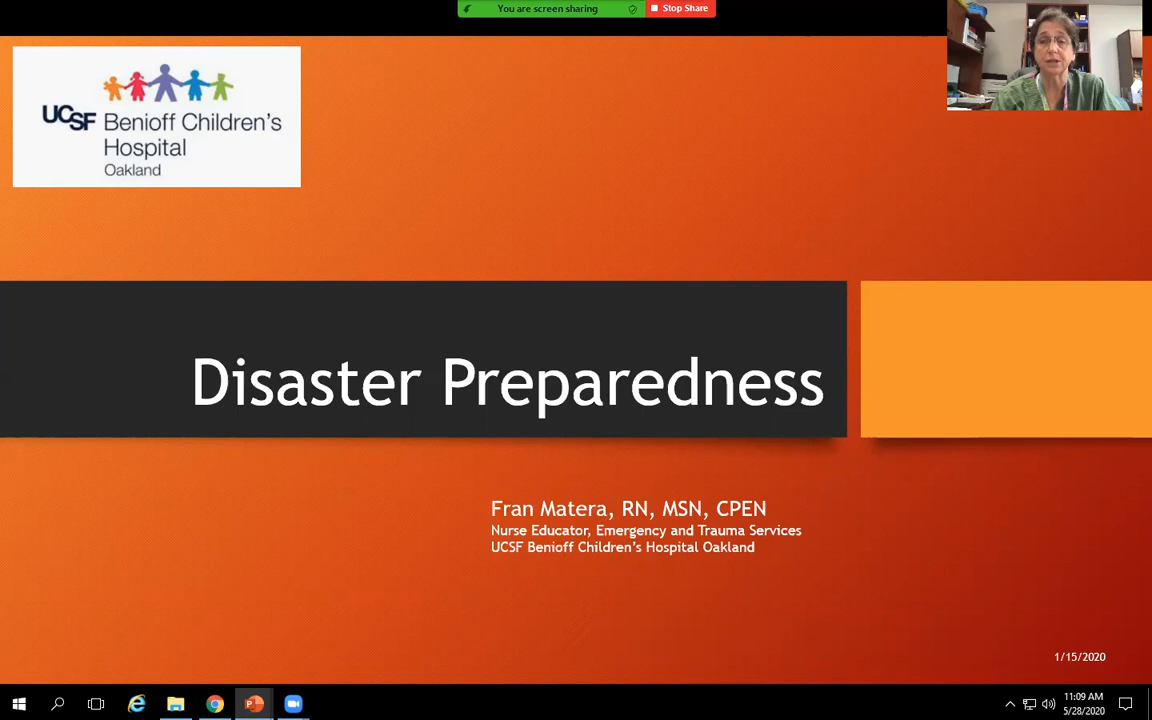 You are screen sharing
Stop Share
UCSF Benioff Children's
Hospital
Oakland
Disaster Preparedness
Fran Matera, RN, MSN, CPEN
Nurse Educator, Emergency and Trauma Services
UCSF Benioff Children's Hospital Oakland
1/15/2020
11:09 AM
5/28/2020